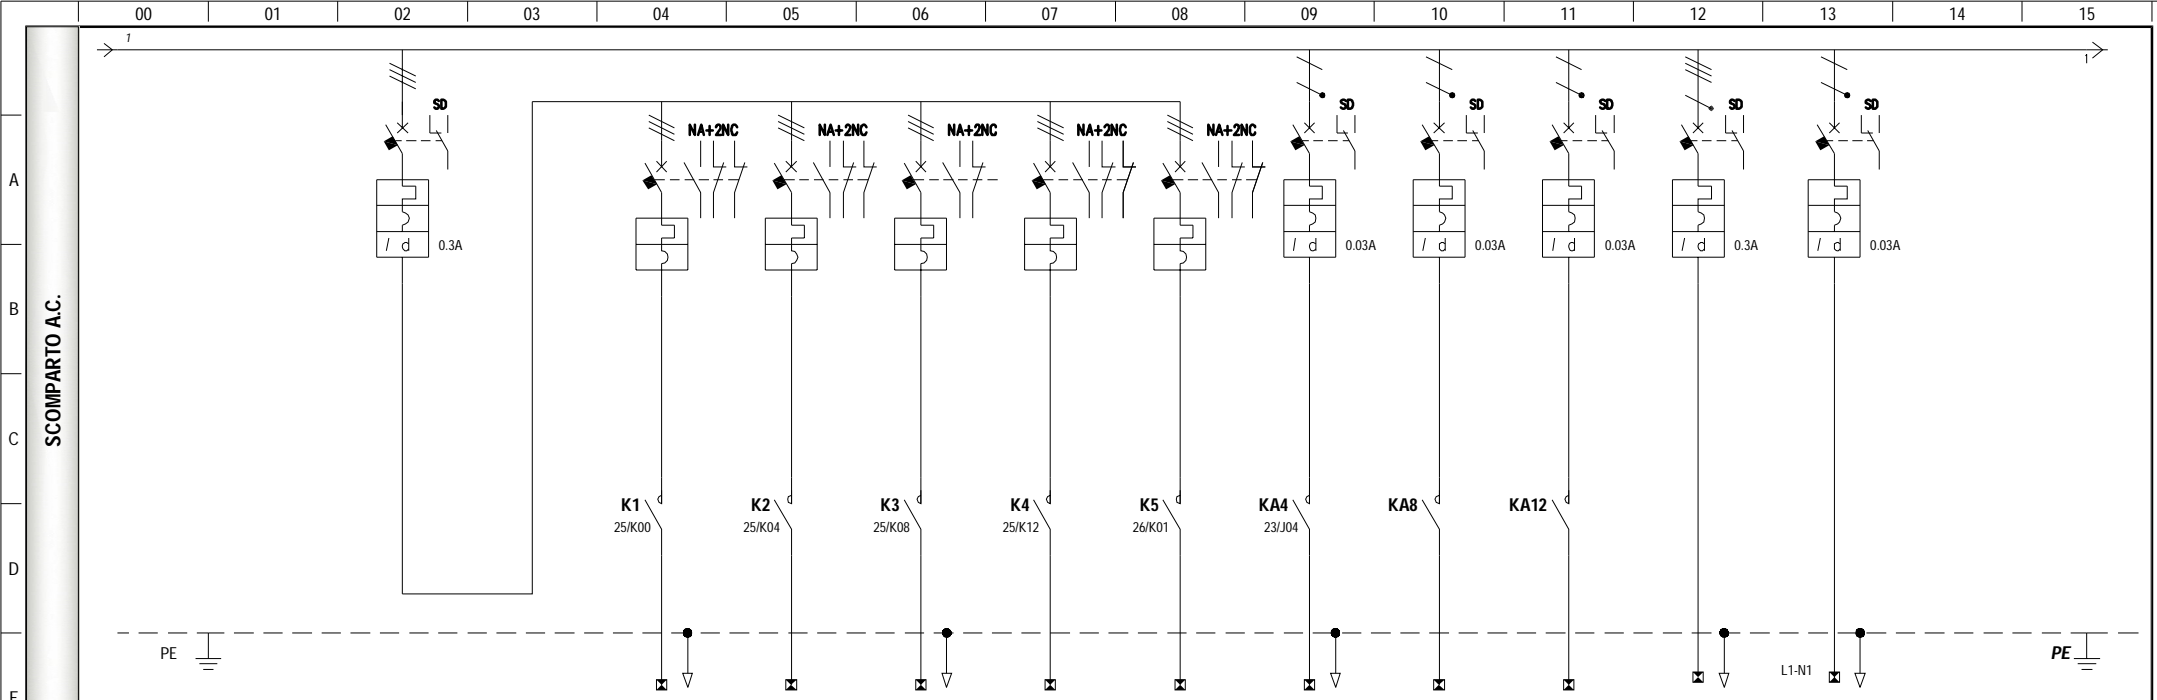 00 01 02 03 04 05 06 07 08 09 10 11 12 13 14 15
1
1
SD SD SD SD SD SD
NA+2NC NA+2NC NA+2NC NA+2NC NA+2NC
A
I d 0.3A I d 0.03A I d 0.03A I d 0.03A I d 0.3A I d 0.03A
B
SCOMPARTO A.C.
C
K1 K2 K3 K4 K5 KA4 KA8 KA12
25/K00 25/K04 25/K08 25/K12 26/K01 23/J04
D
PE PE
L1-N1